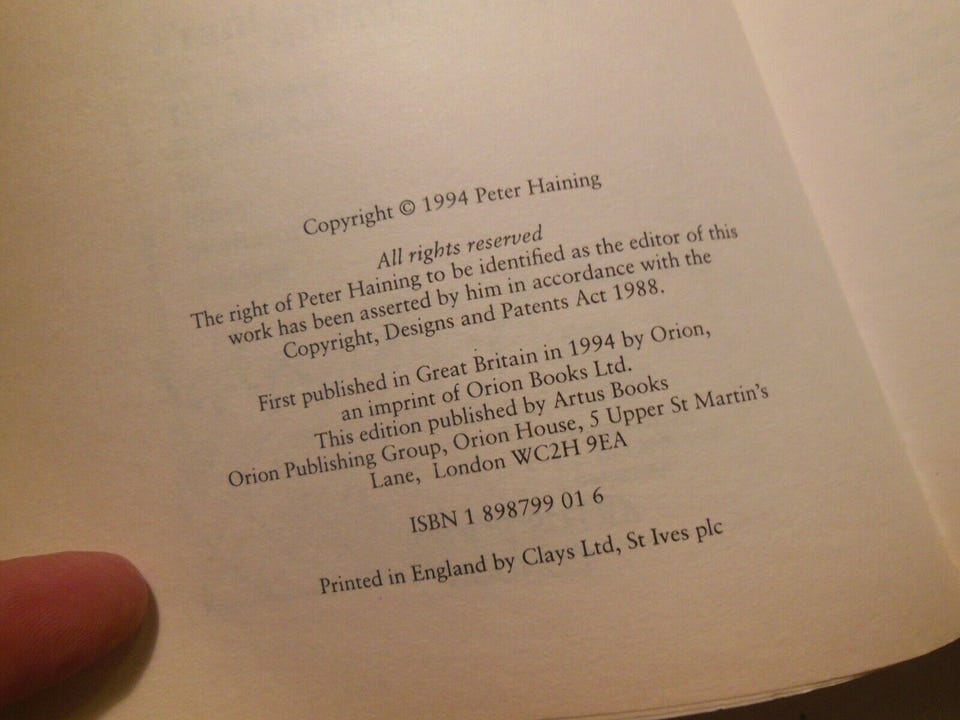 Copyright © 1994 Peter Haining
All rights reserved
The right of Peter Haining to be identified as the editor of this
work has been asserted by him in accordance with the
Copyright, Designs and Patents Act 1988.
First published in Great Britain in 1994 by Orion,
an imprint of Orion Books Ltd.
This edition published by Artus Books
Orion Publishing Group, Orion House, 5 Upper St Martin's
Lane, London WC2H 9EA
ISBN 1 898799 01 6
Printed in England by Clays Ltd, St Ives plc